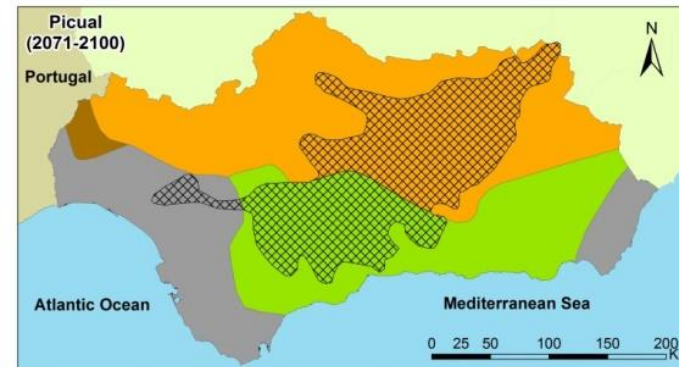 Picual
(2071-2100)
Portugal
N
Atlantic Ocean
Mediterranean Sea
0 25 50 100 150 200
K